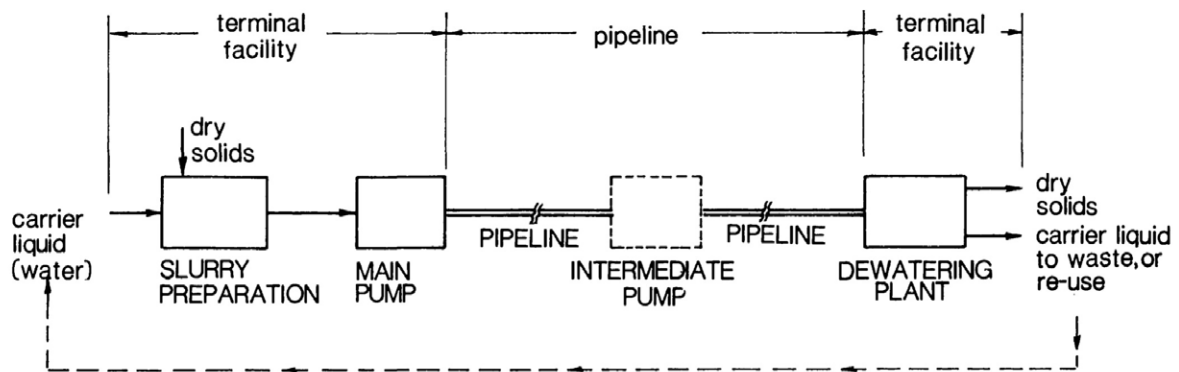 terminal
facility
pipeline
terminal
facility
dry
solids
carrier
liquid
(water)
SLURRY
PREPARATION
MAIN
PUMP
PIPELINE
INTERMEDIATE
PUMP
PIPELINE
DEWATERING
PLANT
dry
solids
carrier liquid
to waste, or
re-use